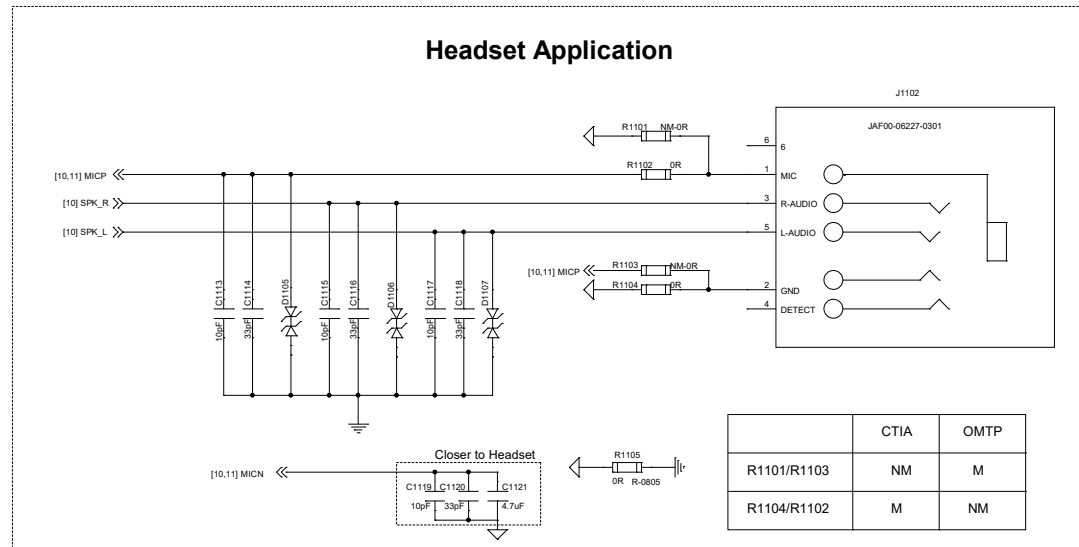 Headset Application
J1102
JAF00-06227-0301
R1101 NM-0R
6 6
R1102 0R
[10,11] MICP
1 MIC
[10] SPK_R
3 R-AUDIO
[10] SPK_L
5 L-AUDIO
[10,11] MICP
R1103 NM-0R
R1104 0R
2 GND
4 DETECT
C1113
10pF
C1114
33pF
D1105
C1115
10pF
C1116
33pF
D1106
C1117
10pF
C1118
33pF
D1107
[10,11] MICN
Closer to Headset
C1119 C1120 C1121
10pF 33pF 4.7uF
R1105
0R R-0805
CTIA OMTP
R1101/R1103 NM M
R1104/R1102 M NM